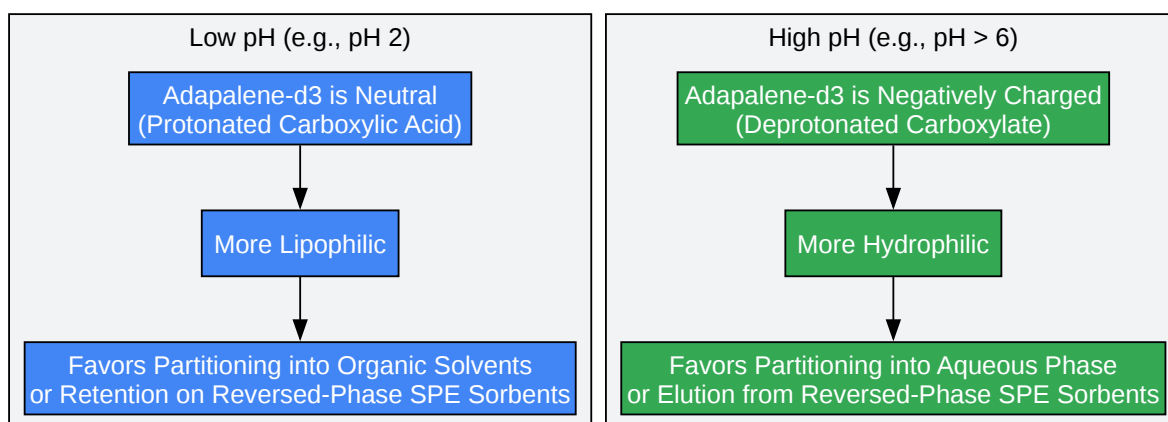 Low pH (e.g., pH 2)
Adapalene-d3 is Neutral
(Protonated Carboxylic Acid)
More Lipophilic
Favors Partitioning into Organic Solvents
or Retention on Reversed-Phase SPE Sorbents
High pH (e.g., pH > 6)
Adapalene-d3 is Negatively Charged
(Deprotonated Carboxylate)
More Hydrophilic
Favors Partitioning into Aqueous Phase
or Elution from Reversed-Phase SPE Sorbents